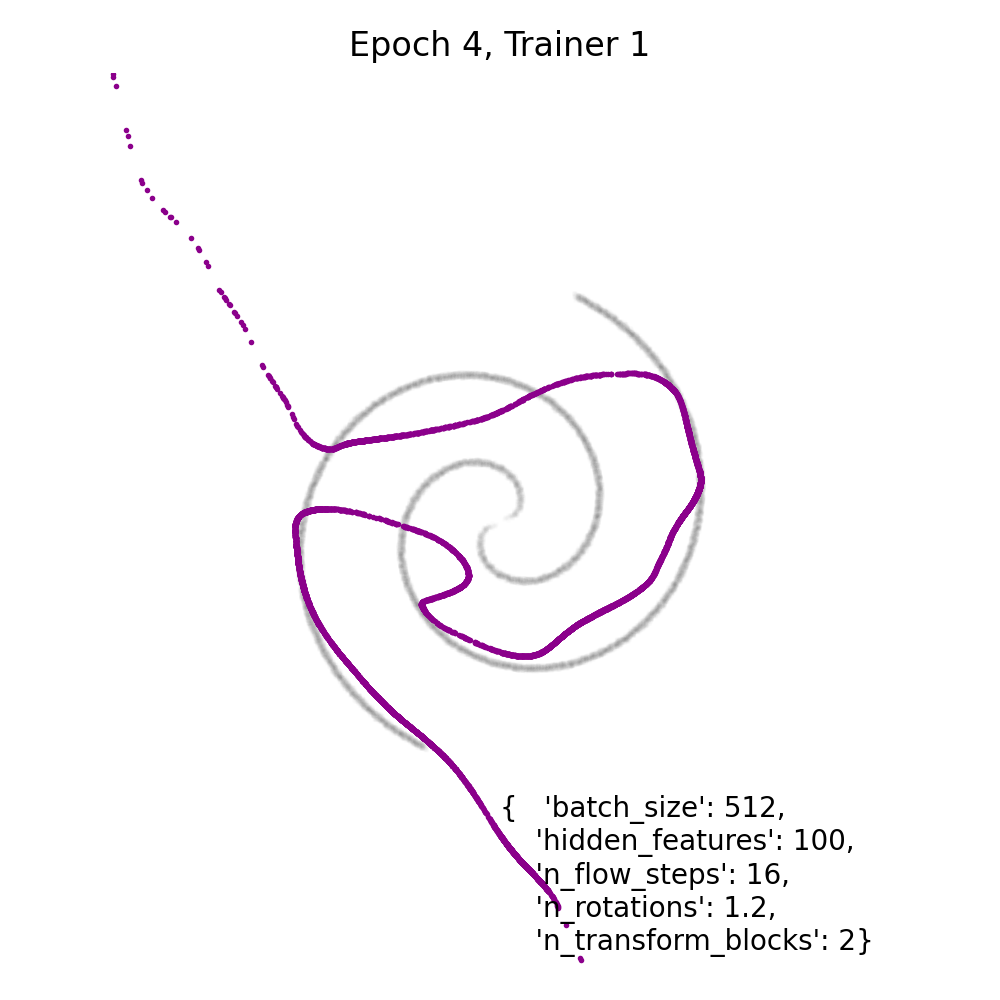 Epoch 4, Trainer 1
{   'batch_size': 512,
'hidden_features': 100,
'n_flow_steps': 16,
'n_rotations': 1.2,
'n_transform_blocks': 2}